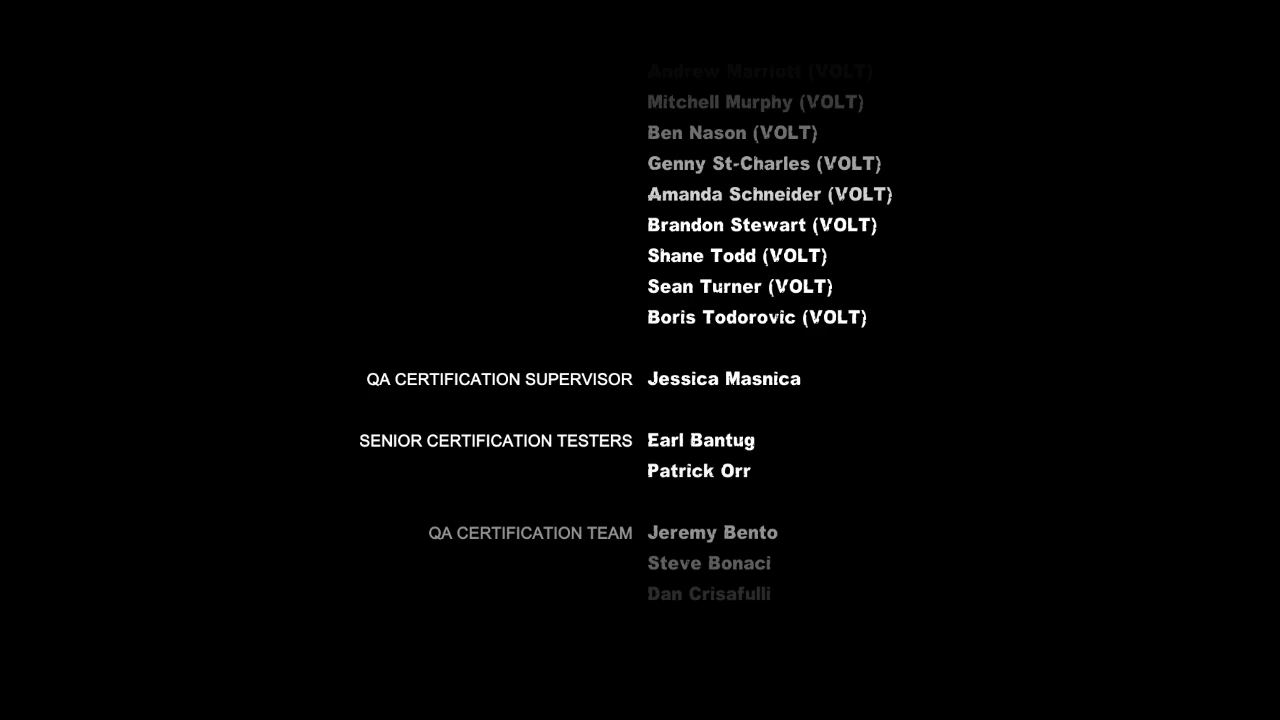 Andrew Marriott (VOLT)
Mitchell Murphy (VOLT)
Ben Nason (VOLT)
Genny St-Charles (VOLT)
Amanda Schneider (VOLT)
Brandon Stewart (VOLT)
Shane Todd (VOLT)
Sean Turner (VOLT)
Boris Todorovic (VOLT)
QA CERTIFICATION SUPERVISOR Jessica Masnica
SENIOR CERTIFICATION TESTERS Earl Bantug
Patrick Orr
QA CERTIFICATION TEAM Jeremy Bento
Steve Bonaci
Dan Crisafulli